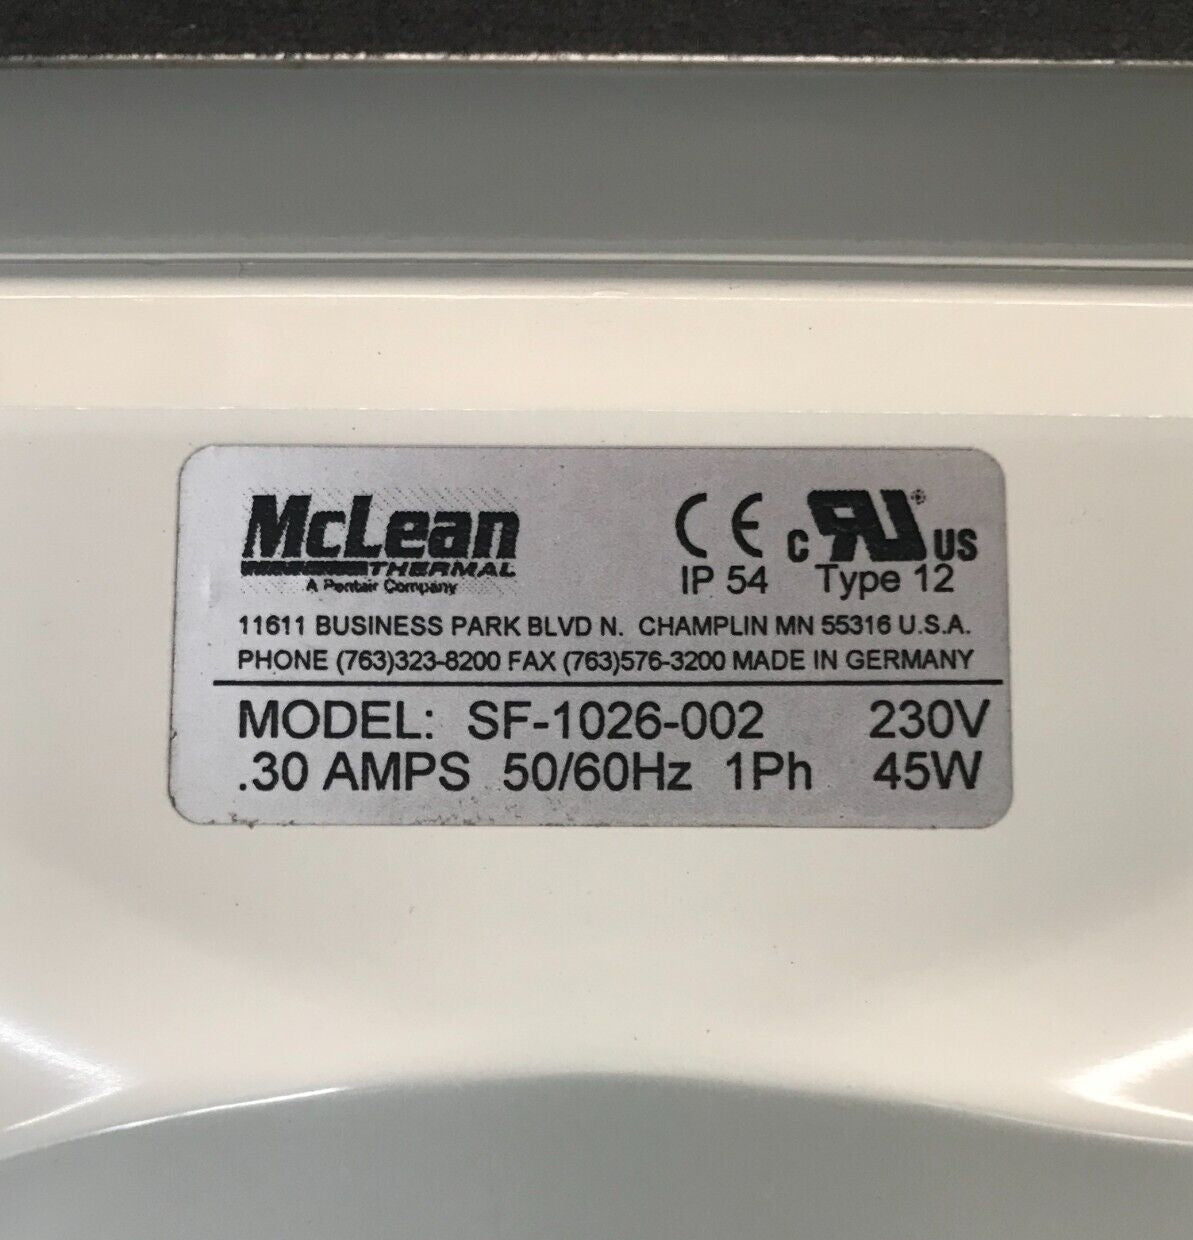 McLean
THERMAL
A Pentair Company
CE
IP 54
c RU US
Type 12
11611 BUSINESS PARK BLVD N. CHAMPLIN MN 55316 U.S.A.
PHONE (763)323-8200 FAX (763)576-3200 MADE IN GERMANY
MODEL: SF-1026-002 230V
.30 AMPS 50/60Hz 1Ph 45W